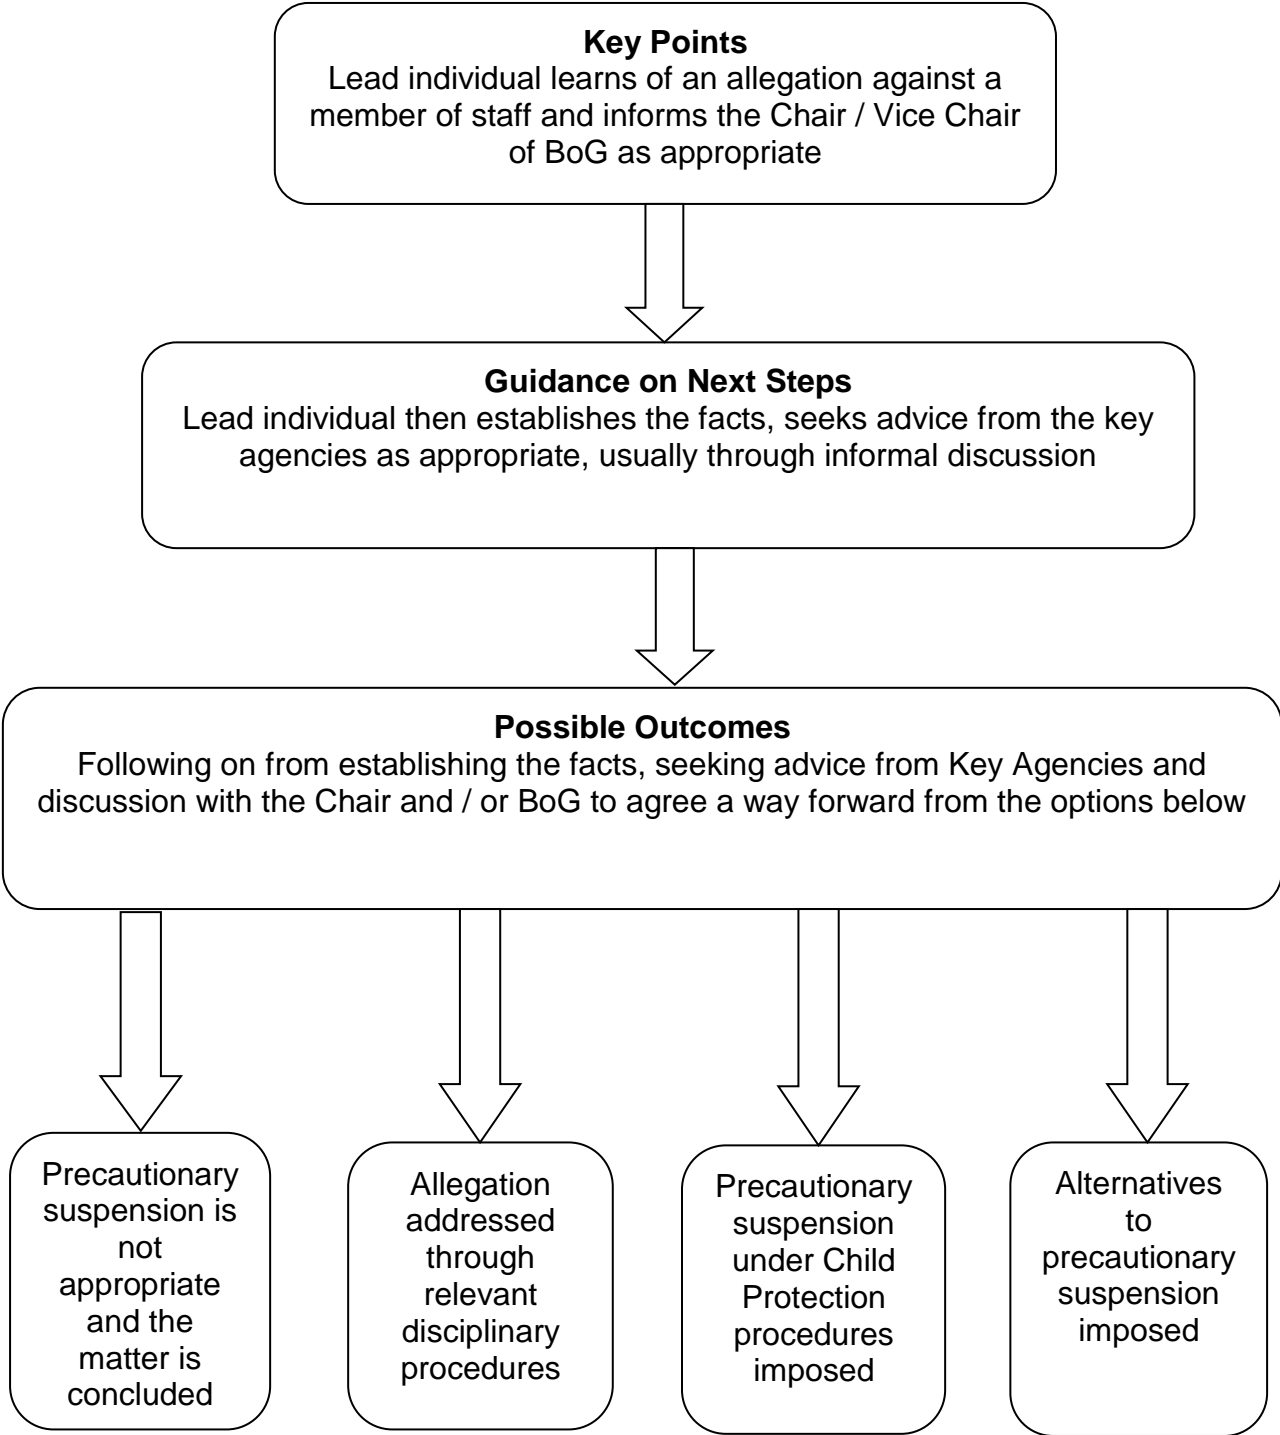 Key Points
Lead individual learns of an allegation against a
member of staff and informs the Chair / Vice Chair
of BoG as appropriate
Guidance on Next Steps
Lead individual then establishes the facts, seeks advice from the key
agencies as appropriate, usually through informal discussion
Possible Outcomes
Following on from establishing the facts, seeking advice from Key Agencies and
discussion with the Chair and / or BoG to agree a way forward from the options below
Precautionary
suspension is
not
appropriate
and the
matter is
concluded
Allegation
addressed
through
relevant
disciplinary
procedures
Precautionary
suspension
under Child
Protection
procedures
imposed
Alternatives
to
precautionary
suspension
imposed